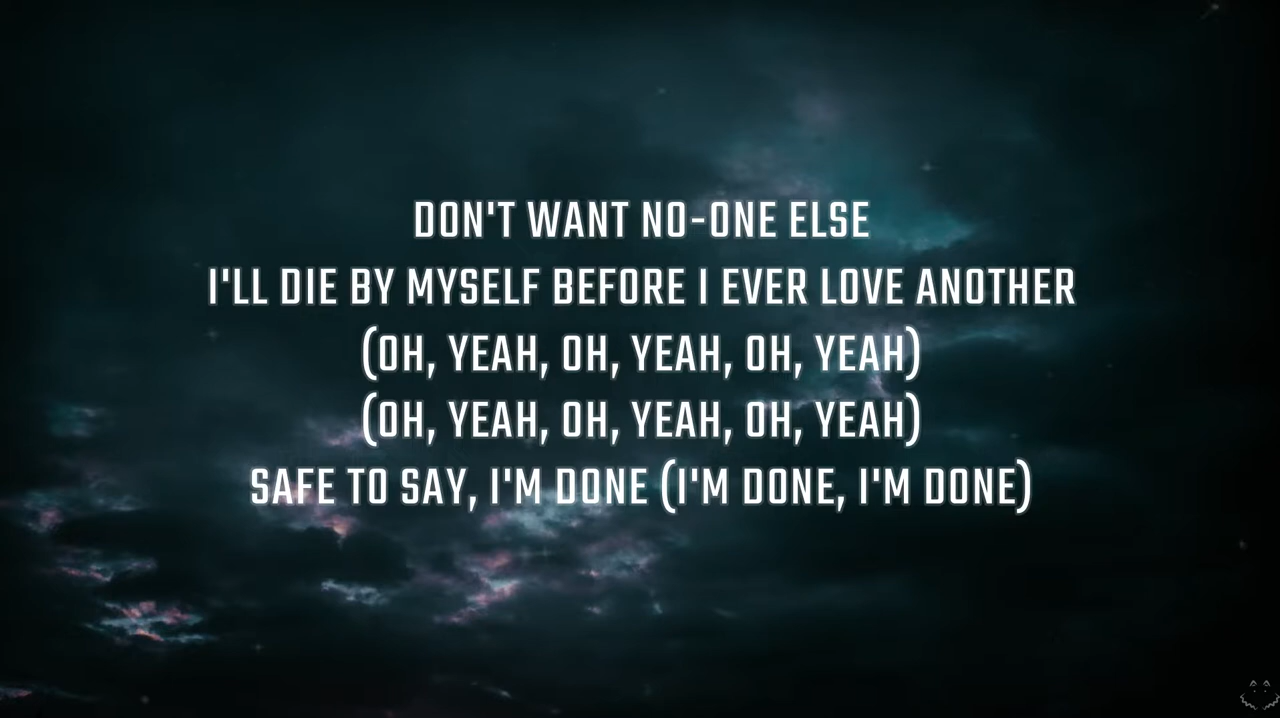 DON'T WANT NO-ONE ELSE
I'LL DIE BY MYSELF BEFORE I EVER LOVE ANOTHER
(OH, YEAH, OH, YEAH, OH, YEAH)
(OH, YEAH, OH, YEAH, OH, YEAH)
SAFE TO SAY, I'M DONE (I'M DONE, I'M DONE)